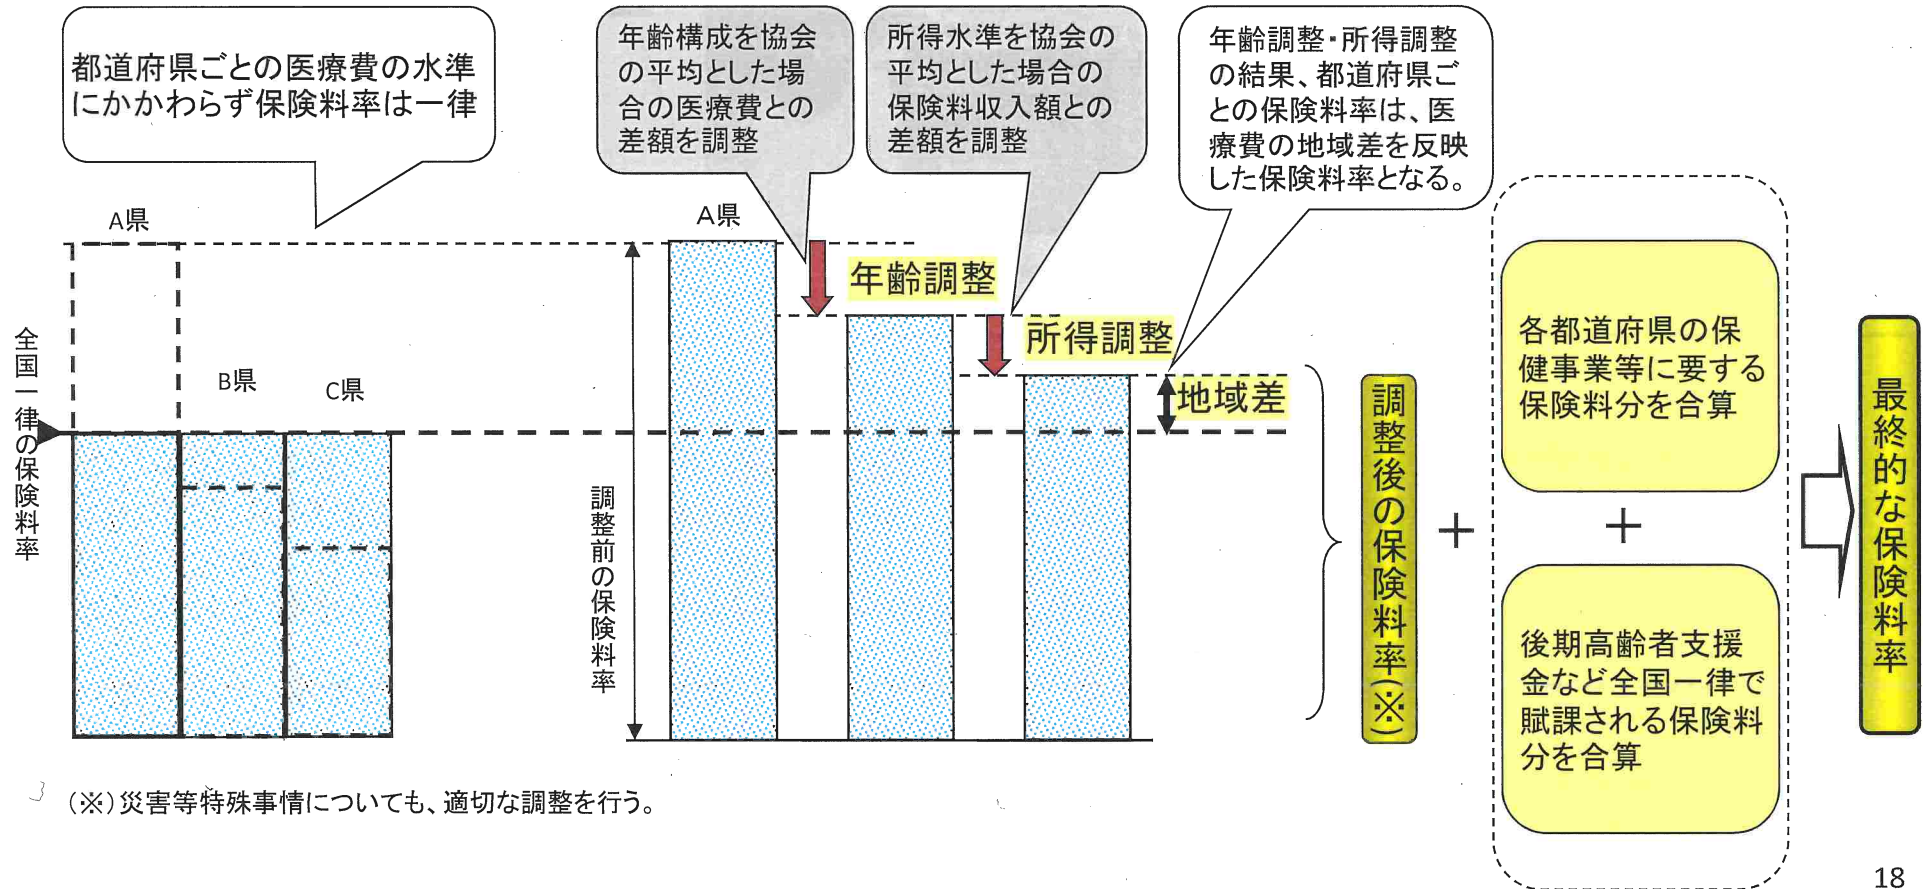 都道府県ごとの医療費の水準
にかかわらず保険料率は一律
年齢構成を協会
の平均とした場
合の医療費との
差額を調整
所得水準を協会の
平均とした場合の
保険料収入額との
差額を調整
年齢調整・所得調整
の結果、都道府県ご
との保険料率は、医
療費の地域差を反映
した保険料率となる。
A県
B県
C県
全国一律の保険料率
A県
調整前の保険料率
年齢調整
所得調整
地域差
調整後の保険料率(※)
+
各都道府県の保
健事業等に要する
保険料分を合算
+
後期高齢者支援
金など全国一律で
賦課される保険料
分を合算
最終的な保険料率
(※)災害等特殊事情についても、適切な調整を行う。
18